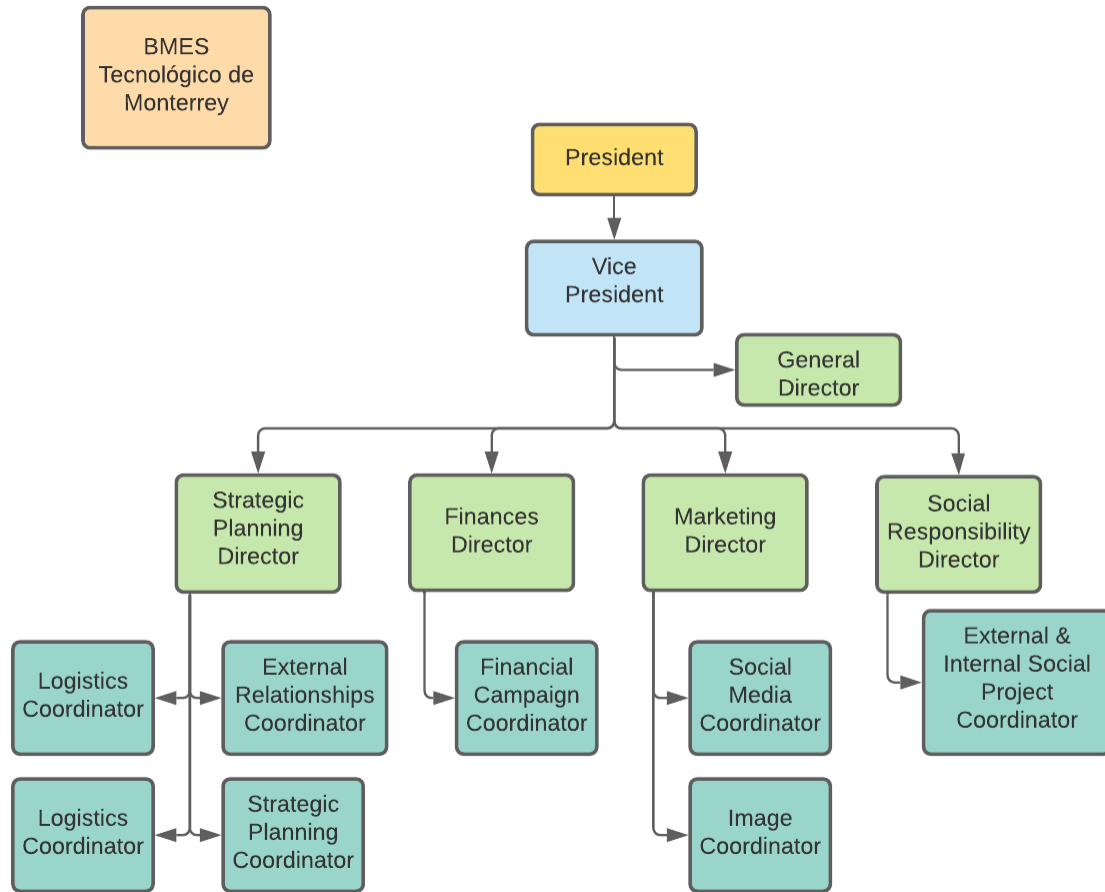 BMES
Tecnológico de
Monterrey
President
Vice
President
General
Director
Strategic
Planning
Director
Finances
Director
Marketing
Director
Social
Responsibility
Director
Logistics
Coordinator
External
Relationships
Coordinator
Financial
Campaign
Coordinator
Social
Media
Coordinator
External &
Internal Social
Project
Coordinator
Logistics
Coordinator
Strategic
Planning
Coordinator
Image
Coordinator